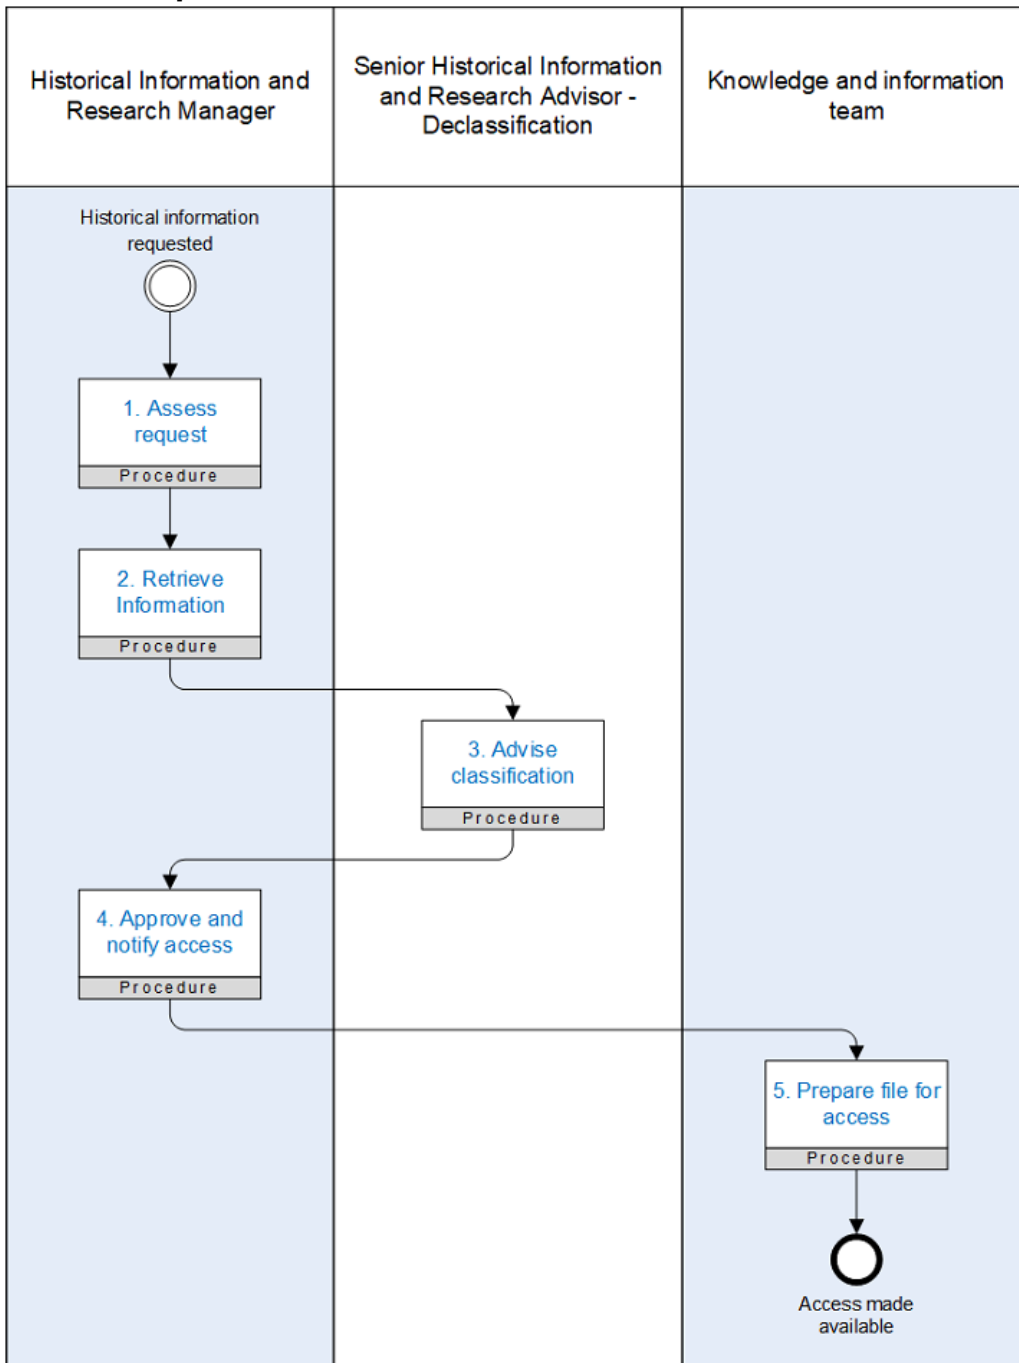 Historical Information and
Research Manager
Senior Historical Information
and Research Advisor -
Declassification
Knowledge and information
team
Historical information
requested
1. Assess
request
Procedure
2. Retrieve
Information
Procedure
3. Advise
classification
Procedure
4. Approve and
notify access
Procedure
5. Prepare file for
access
Procedure
Access made
available